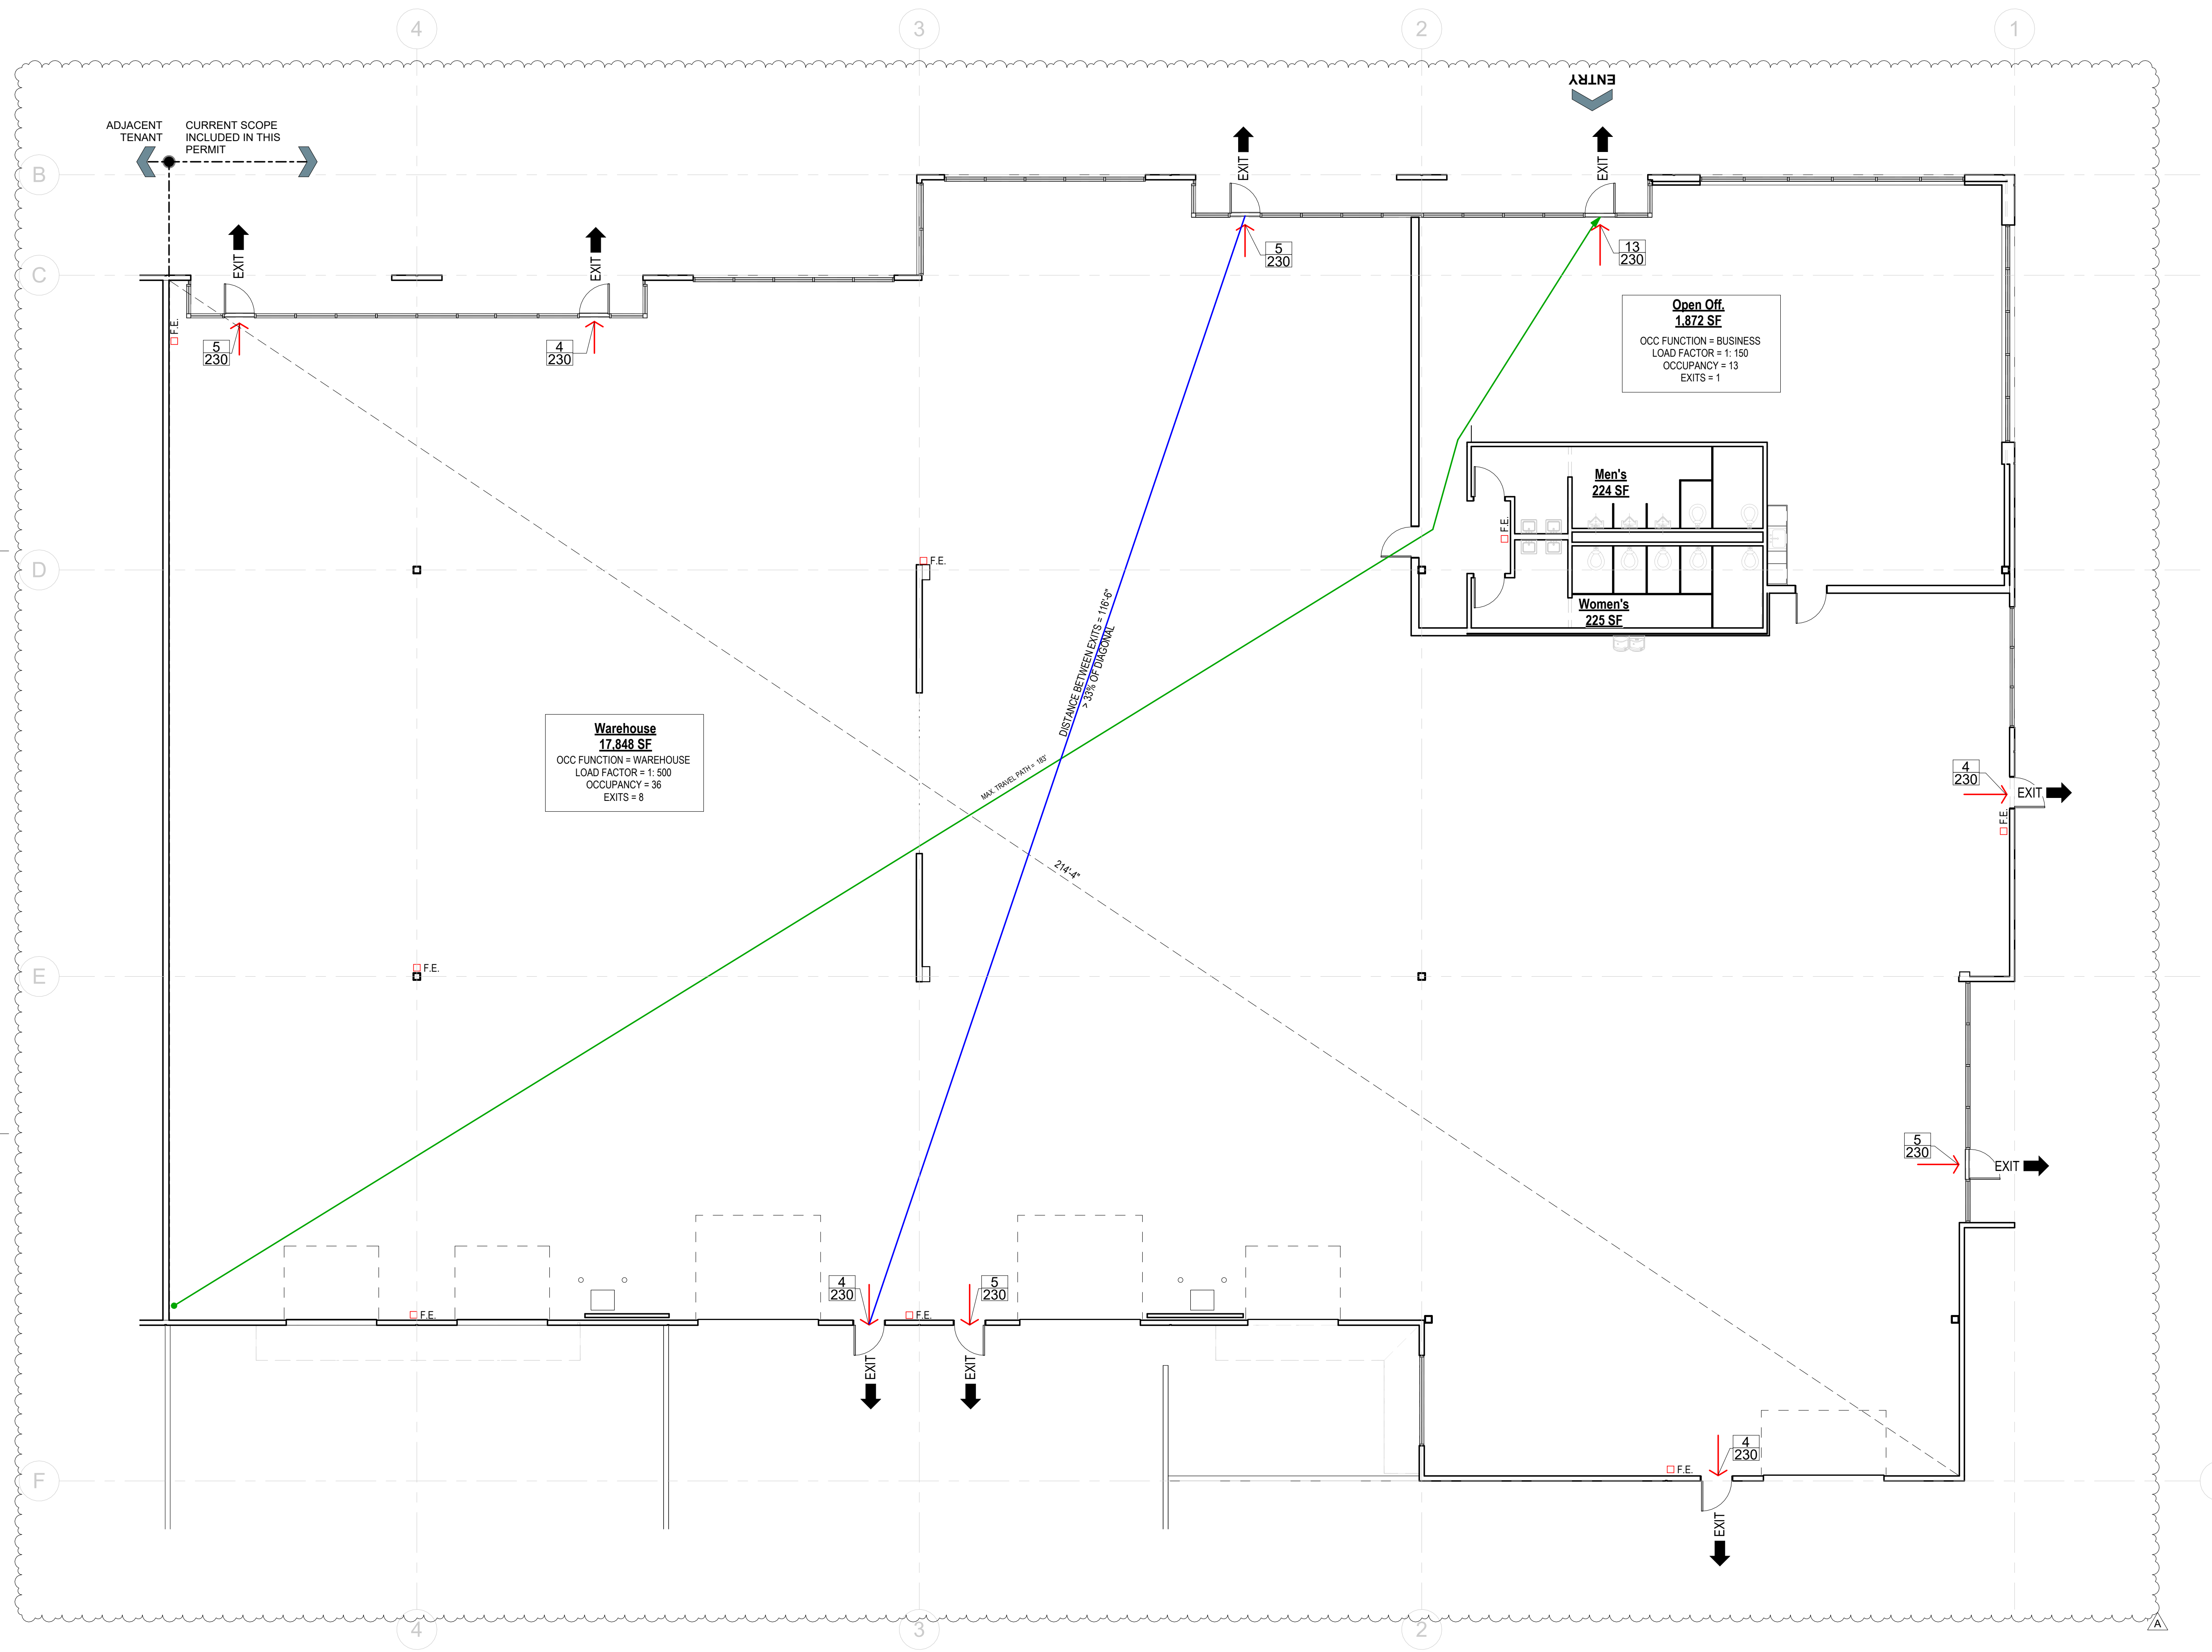 4
3
2
1
ENTRY
ADJACENT
TENANT
CURRENT SCOPE
INCLUDED IN THIS
PERMIT
B
EXIT
EXIT
EXIT
EXIT
5
230
13
230
C
F.E.
5
230
4
230
Open Off.
1,872 SF
OCC FUNCTION = BUSINESS
LOAD FACTOR = 1: 150
OCCUPANCY = 13
EXITS = 1
Men's
224 SF
F.E.
D
F.E.
Women's
225 SF
DISTANCE BETWEEN EXITS = 116'-6"
> 33% OF DIAGONAL
Warehouse
17,848 SF
OCC FUNCTION = WAREHOUSE
LOAD FACTOR = 1: 500
OCCUPANCY = 36
EXITS = 8
MAX. TRAVEL PATH = 183'
4
230
EXIT
F.E.
214'-4"
E
F.E.
5
230
EXIT
4
230
5
230
F.E.
F.E.
EXIT
EXIT
4
230
F.E.
F
EXIT
4
3
2
A